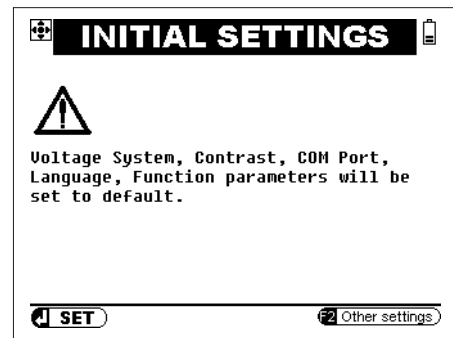 INITIAL SETTINGS
Voltage System, Contrast, COM Port,
Language, Function parameters will be
set to default.
SET
F2 Other settings